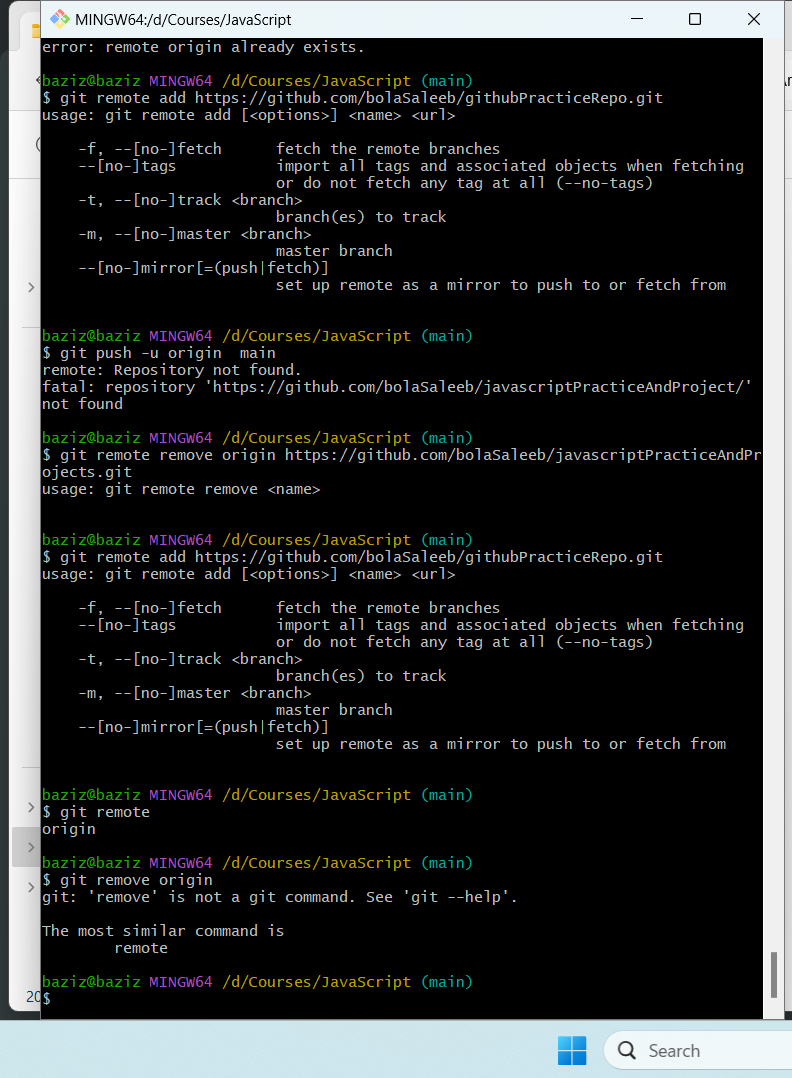 MINGW64:/d/Courses/JavaScript
error: remote origin already exists.
baziz@baziz MINGW64 /d/Courses/JavaScript (main)
$ git remote add https://github.com/bolaSaleeb/githubPracticeRepo.git
usage: git remote add [<options>] <name> <url>
-f, --[no-]fetch fetch the remote branches
--[no-]tags import all tags and associated objects when fetching
or do not fetch any tag at all (--no-tags)
-t, --[no-]track <branch>
branch(es) to track
-m, --[no-]master <branch>
master branch
--[no-]mirror[=(push|fetch)]
set up remote as a mirror to push to or fetch from
baziz@baziz MINGW64 /d/Courses/JavaScript (main)
$ git push -u origin  main
remote: Repository not found.
fatal: repository 'https://github.com/bolaSaleeb/javascriptPracticeAndProject/'
not found
baziz@baziz MINGW64 /d/Courses/JavaScript (main)
$ git remote remove origin https://github.com/bolaSaleeb/javascriptPracticeAndPr
ojects.git
usage: git remote remove <name>
baziz@baziz MINGW64 /d/Courses/JavaScript (main)
$ git remote add https://github.com/bolaSaleeb/githubPracticeRepo.git
usage: git remote add [<options>] <name> <url>
-f, --[no-]fetch fetch the remote branches
--[no-]tags import all tags and associated objects when fetching
or do not fetch any tag at all (--no-tags)
-t, --[no-]track <branch>
branch(es) to track
-m, --[no-]master <branch>
master branch
--[no-]mirror[=(push|fetch)]
set up remote as a mirror to push to or fetch from
baziz@baziz MINGW64 /d/Courses/JavaScript (main)
$ git remote
origin
baziz@baziz MINGW64 /d/Courses/JavaScript (main)
$ git remove origin
git: 'remove' is not a git command. See 'git --help'.
The most similar command is
remote
baziz@baziz MINGW64 /d/Courses/JavaScript (main)
$
Search